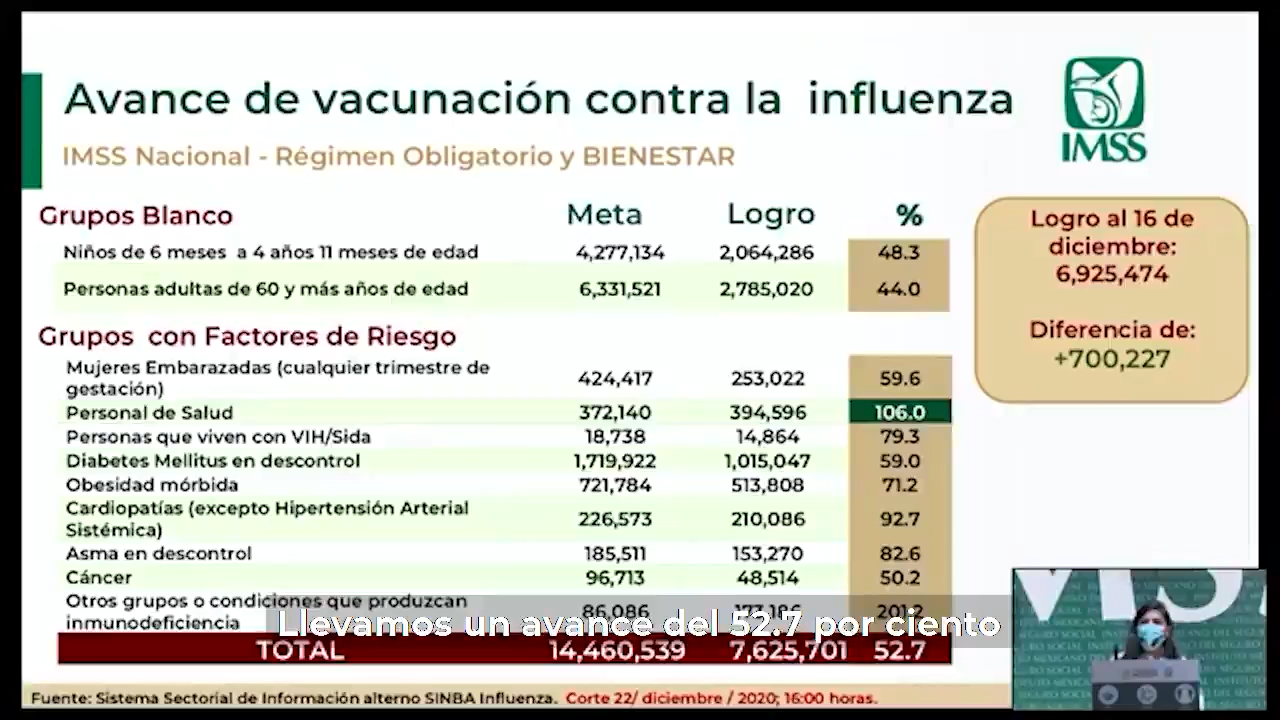 Avance de vacunación contra la influenza
IMSS Nacional - Régimen Obligatorio y BIENESTAR
IMSS
Grupos Blanco Meta Logro %
Niños de 6 meses a 4 años 11 meses de edad 4,277,134 2,064,286 48.3
Personas adultas de 60 y más años de edad 6,331,521 2,785,020 44.0
Grupos con Factores de Riesgo
Mujeres Embarazadas (cualquier trimestre de
gestación) 424,417 253,022 59.6
Personal de Salud 372,140 394,596 106.0
Personas que viven con VIH/Sida 18,738 14,864 79.3
Diabetes Mellitus en descontrol 1,719,922 1,015,047 59.0
Obesidad mórbida 721,784 513,808 71.2
Cardiopatías (excepto Hipertensión Arterial
Sistémica) 226,573 210,086 92.7
Asma en descontrol 185,511 153,270 82.6
Cáncer 96,713 48,514 50.2
Otros grupos o condiciones que produzcan
inmunodeficiencia 86,086
TOTAL 14,460,539 7,625,701 52.7
Logro al 16 de
diciembre:
6,925,474
Diferencia de:
+700,227
Llevamos un avance del 52.7 por ciento
Fuente: Sistema Sectorial de Información alterno SINBA Influenza. Corte 22/ diciembre / 2020; 16:00 horas.